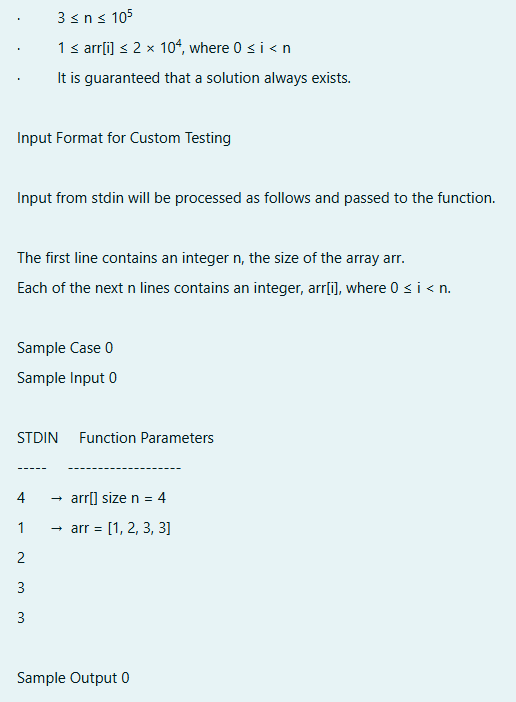 · 3 ≤ n ≤ 10⁵
· 1 ≤ arr[i] ≤ 2 × 10⁴, where 0 ≤ i < n
· It is guaranteed that a solution always exists.
Input Format for Custom Testing
Input from stdin will be processed as follows and passed to the function.
The first line contains an integer n, the size of the array arr.
Each of the next n lines contains an integer, arr[i], where 0 ≤ i < n.
Sample Case 0
Sample Input 0
STDIN Function Parameters
----- -------------------
4 → arr[] size n = 4
1 → arr = [1, 2, 3, 3]
2
3
3
Sample Output 0